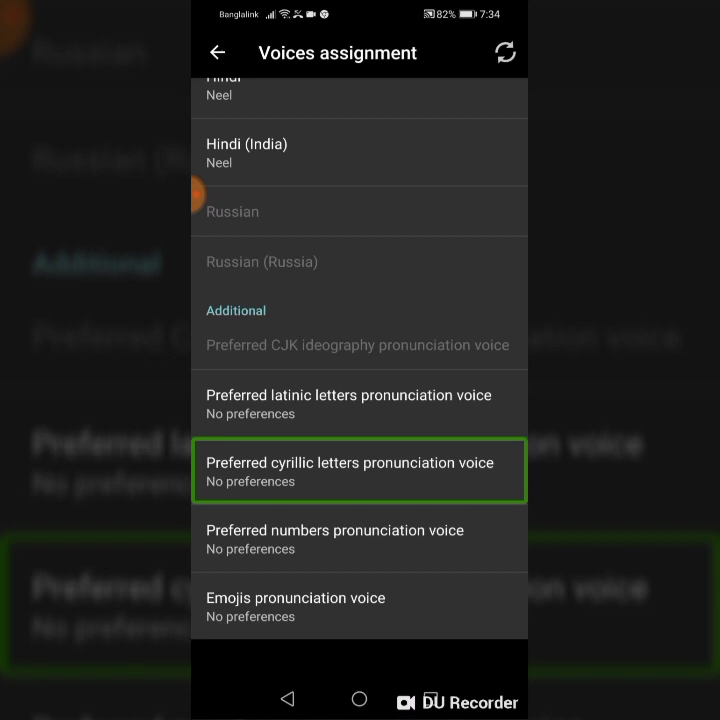 Banglalink 82% 7:34
Voices assignment
Hindi
Neel
Hindi (India)
Neel
Russian
Russian (Russia)
Additional
Preferred CJK ideography pronunciation voice
Preferred latinic letters pronunciation voice
No preferences
Preferred cyrillic letters pronunciation voice
No preferences
Preferred numbers pronunciation voice
No preferences
Emojis pronunciation voice
No preferences
DU Recorder